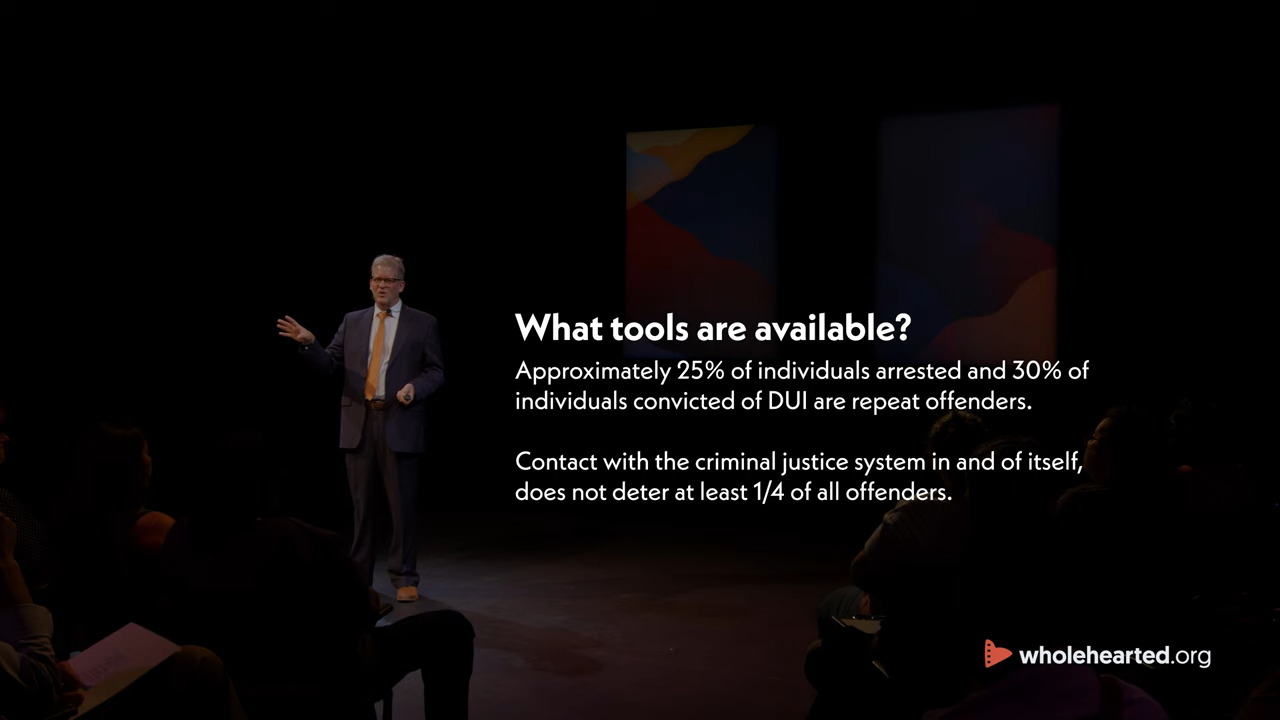 What tools are available?
Approximately 25% of individuals arrested and 30% of
individuals convicted of DUI are repeat offenders.
Contact with the criminal justice system in and of itself,
does not deter at least 1/4 of all offenders.
wholehearted.org